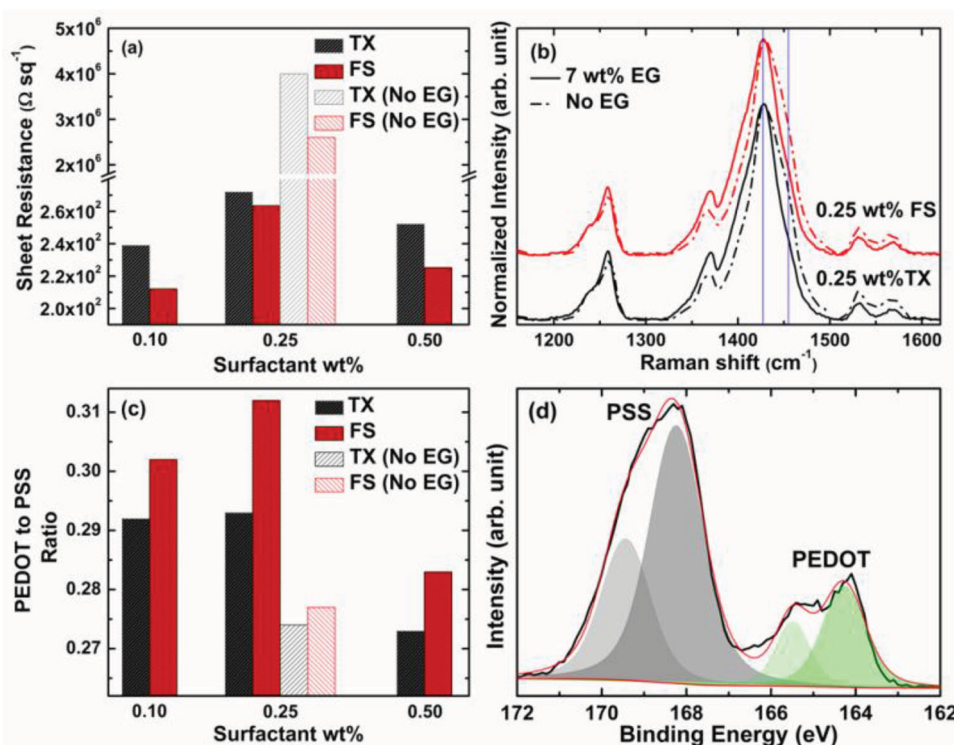 (a)
TX
FS
TX (No EG)
FS (No EG)
5x10⁶
4x10⁶
3x10⁶
2x10⁶
2.6x10²
2.4x10²
2.2x10²
2.0x10²
Sheet Resistance (Ω sq⁻¹)
0.10 0.25 0.50
Surfactant wt%
(b)
7 wt% EG
No EG
0.25 wt% FS
0.25 wt%TX
Normalized Intensity (arb. unit)
1200 1300 1400 1500 1600
Raman shift (cm⁻¹)
(c)
TX
FS
TX (No EG)
FS (No EG)
0.31
0.30
0.29
0.28
0.27
PEDOT to PSS
Ratio
0.10 0.25 0.50
Surfactant wt%
(d)
PSS
PEDOT
Intensity (arb. unit)
172 170 168 166 164 162
Binding Energy (eV)